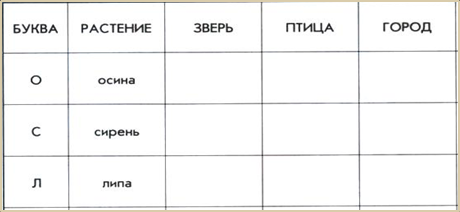 БУКВА РАСТЕНИЕ ЗВЕРЬ ПТИЦА ГОРОД
О осина
С сирень
Л липа